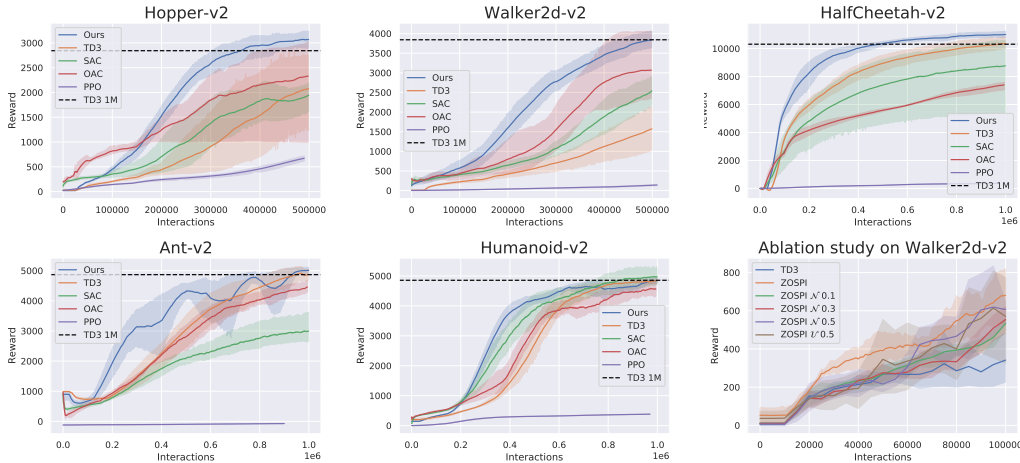 Hopper-v2
Reward
3000
2500
2000
1500
1000
500
0
Ours
TD3
SAC
OAC
PPO
TD3 1M
0 100000 200000 300000 400000 500000
Interactions
Walker2d-v2
Reward
4000
3500
3000
2500
2000
1500
1000
500
0
Ours
TD3
SAC
OAC
PPO
TD3 1M
0 100000 200000 300000 400000 500000
Interactions
HalfCheetah-v2
Reward
10000
8000
6000
4000
2000
0
Ours
TD3
SAC
OAC
PPO
TD3 1M
0.0 0.2 0.4 0.6 0.8 1.0
1e6
Interactions
Ant-v2
Reward
5000
4000
3000
2000
1000
0
Ours
TD3
SAC
OAC
PPO
TD3 1M
0.0 0.2 0.4 0.6 0.8 1.0
1e6
Interactions
Humanoid-v2
Reward
5000
4000
3000
2000
1000
0
Ours
TD3
SAC
OAC
PPO
TD3 1M
0.0 0.2 0.4 0.6 0.8 1.0
1e6
Interactions
Ablation study on Walker2d-v2
Reward
800
600
400
200
0
TD3
ZOSPI
ZOSPI 𝒩 0.1
ZOSPI 𝒩 0.3
ZOSPI 𝒩 0.5
ZOSPI 𝒰 0.5
0 20000 40000 60000 80000 100000
Interactions